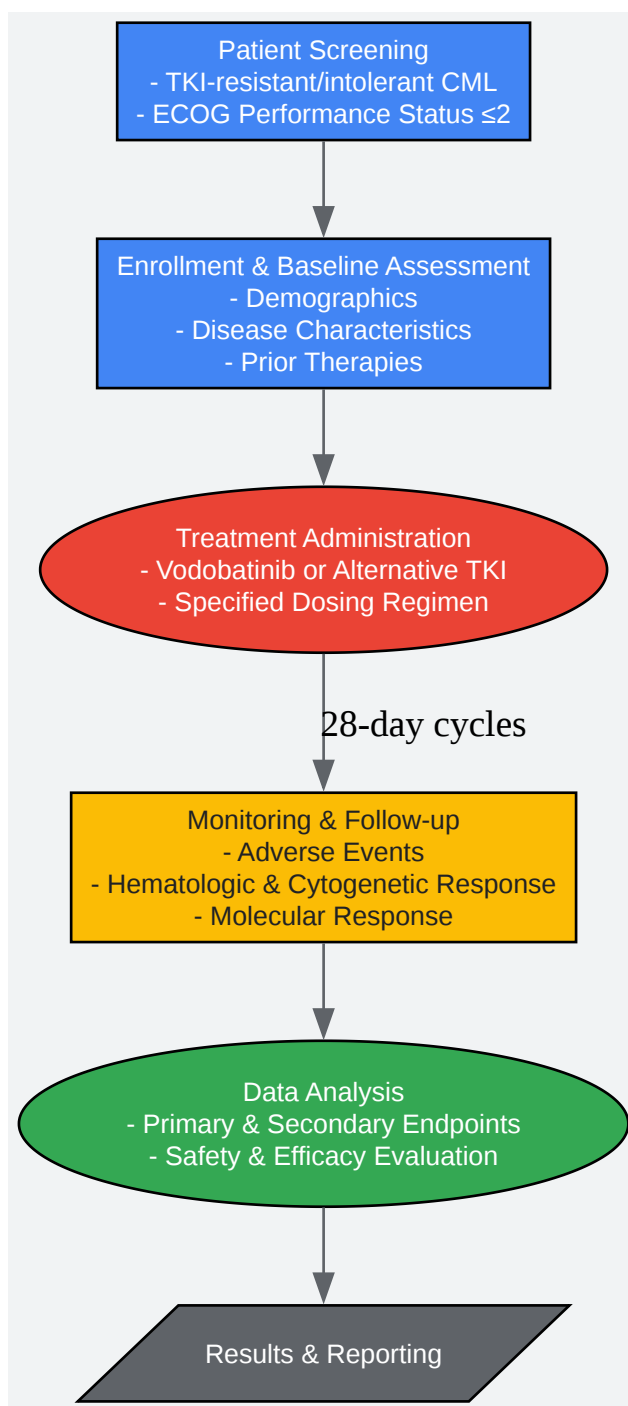 Patient Screening
- TKI-resistant/intolerant CML
- ECOG Performance Status ≤2
Enrollment & Baseline Assessment
- Demographics
- Disease Characteristics
- Prior Therapies
Treatment Administration
- Vodobatinib or Alternative TKI
- Specified Dosing Regimen
28-day cycles
Monitoring & Follow-up
- Adverse Events
- Hematologic & Cytogenetic Response
- Molecular Response
Data Analysis
- Primary & Secondary Endpoints
- Safety & Efficacy Evaluation
Results & Reporting